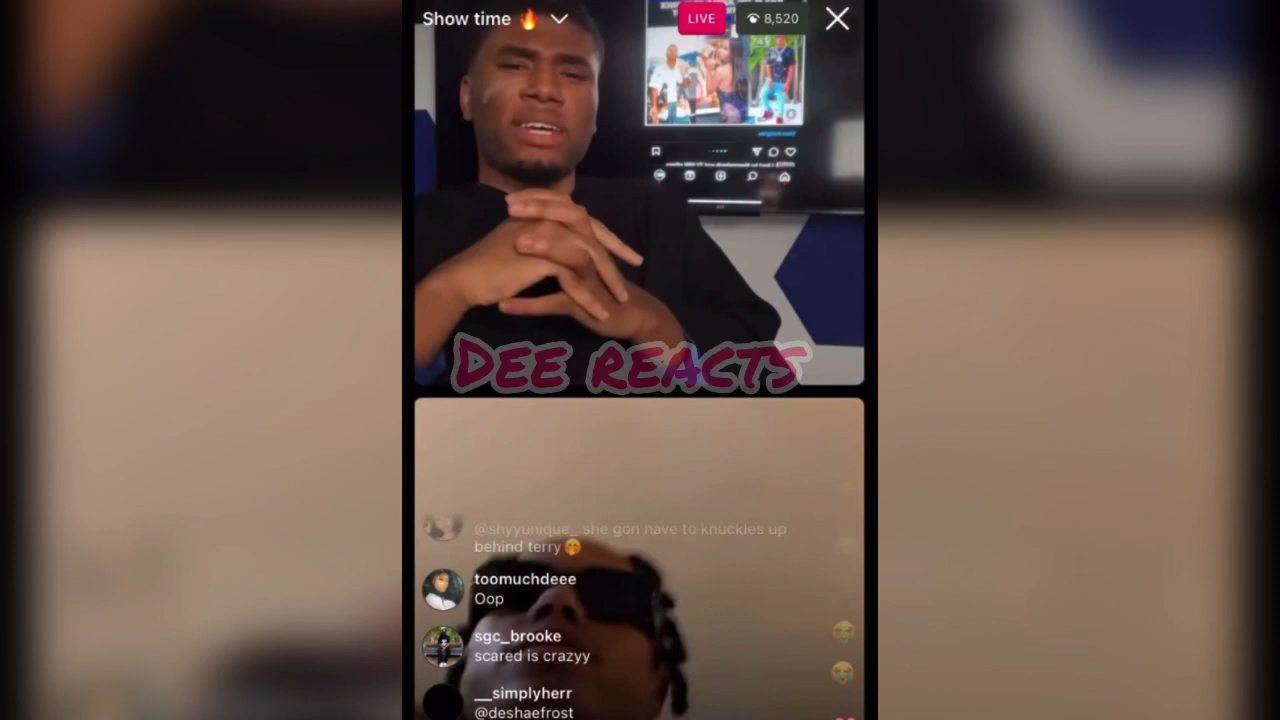 Show time 🔥
LIVE
8,520
DEE REACTS
@shyyunique_ she gon have to knuckles up
behind terry🤭
toomuchdeee
Oop
sgc_brooke
scared is crazyy
__simplyherr
@deshaefrost